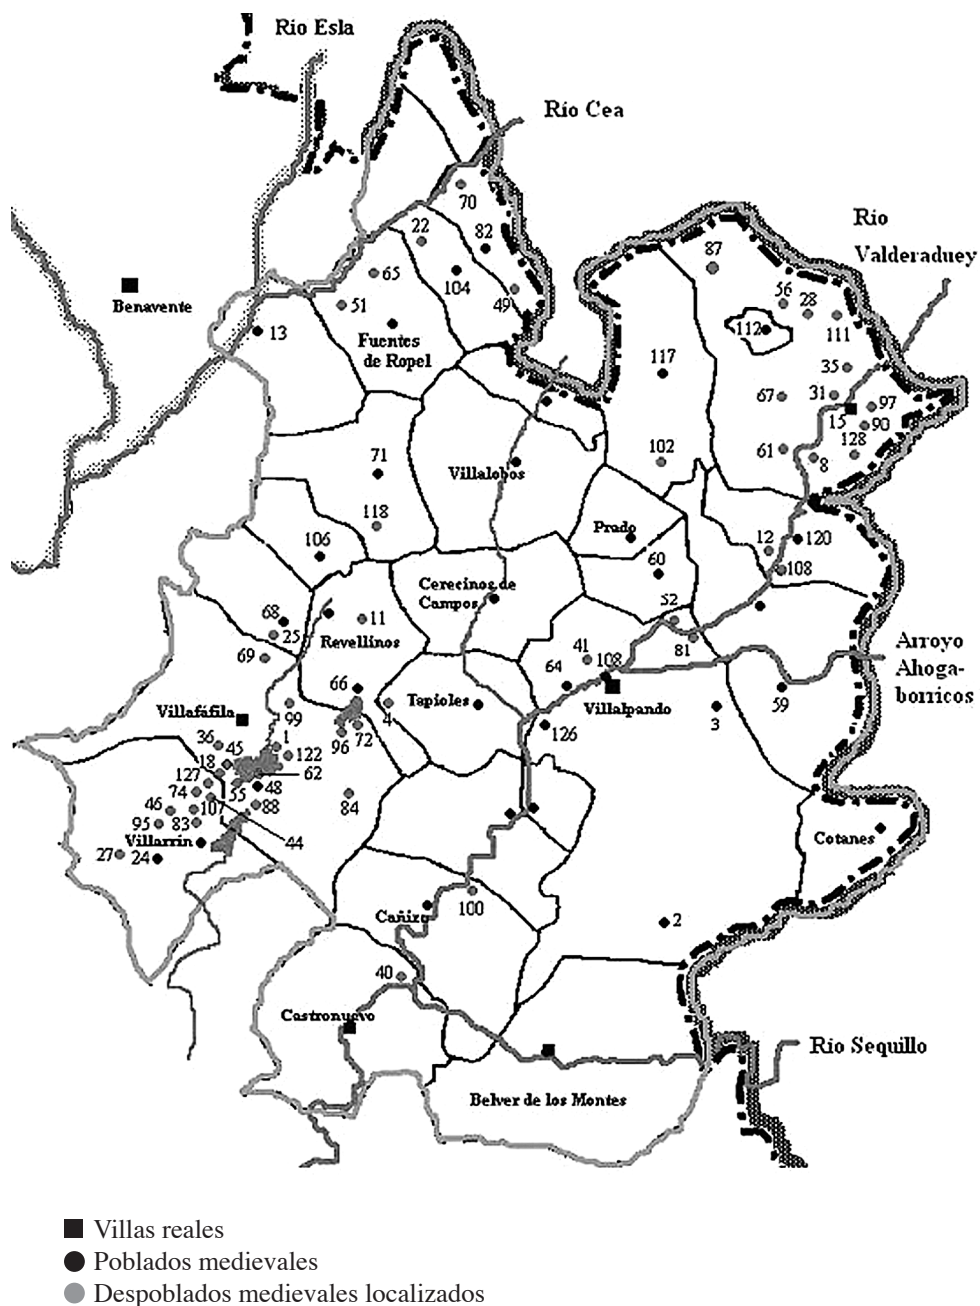 Río Esla
Río Cea
70
22
82
Río
Valderaduey
87
65
104
49
56
28
111
Benavente
51
13
Fuentes
de Ropel
112
117
35
67
31
97
15
90
71
Villalobos
102
61
8
128
118
106
Prado
12
120
60
108
Cerecinos de
Campos
52
68
11
25
Revellinos
69
41
108
81
64
Arroyo
Ahoga-
borricos
66
Tapioles
4
Villalpando
59
3
Villafáfila
99
36
45
1
96
72
126
18
122
62
127
74
55
48
46
107
88
84
95
83
44
Villarrín
27
24
Cotanes
Cañizo
100
2
40
Castronuevo
Río Sequillo
Belver de los Montes
Villas reales
Poblados medievales
Despoblados medievales localizados